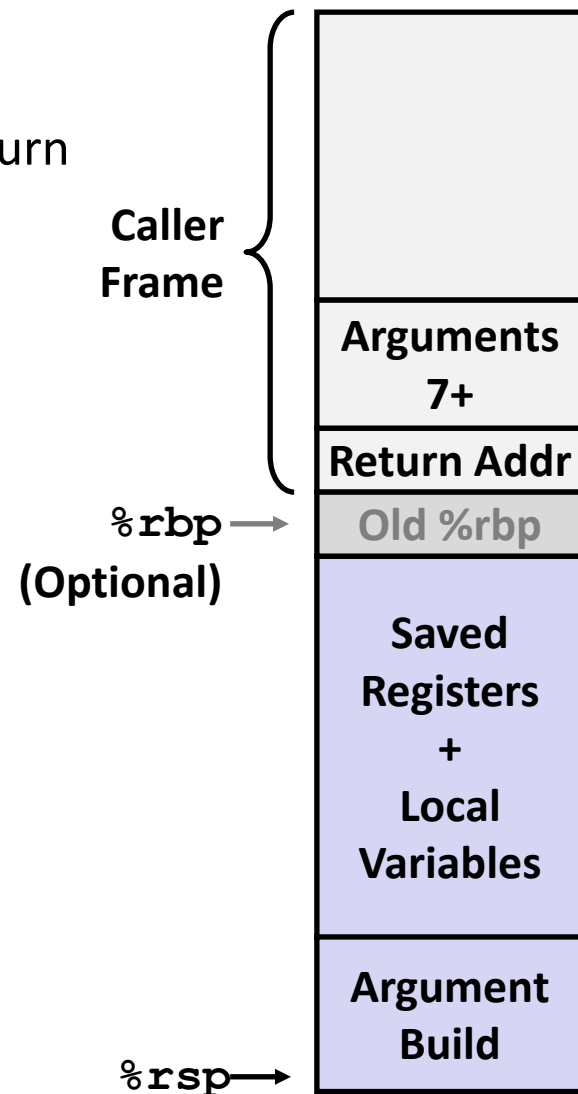 urn
Caller
Frame
Arguments
7+
Return Addr
%rbp
(Optional)
Old %rbp
Saved
Registers
+
Local
Variables
Argument
Build
%rsp